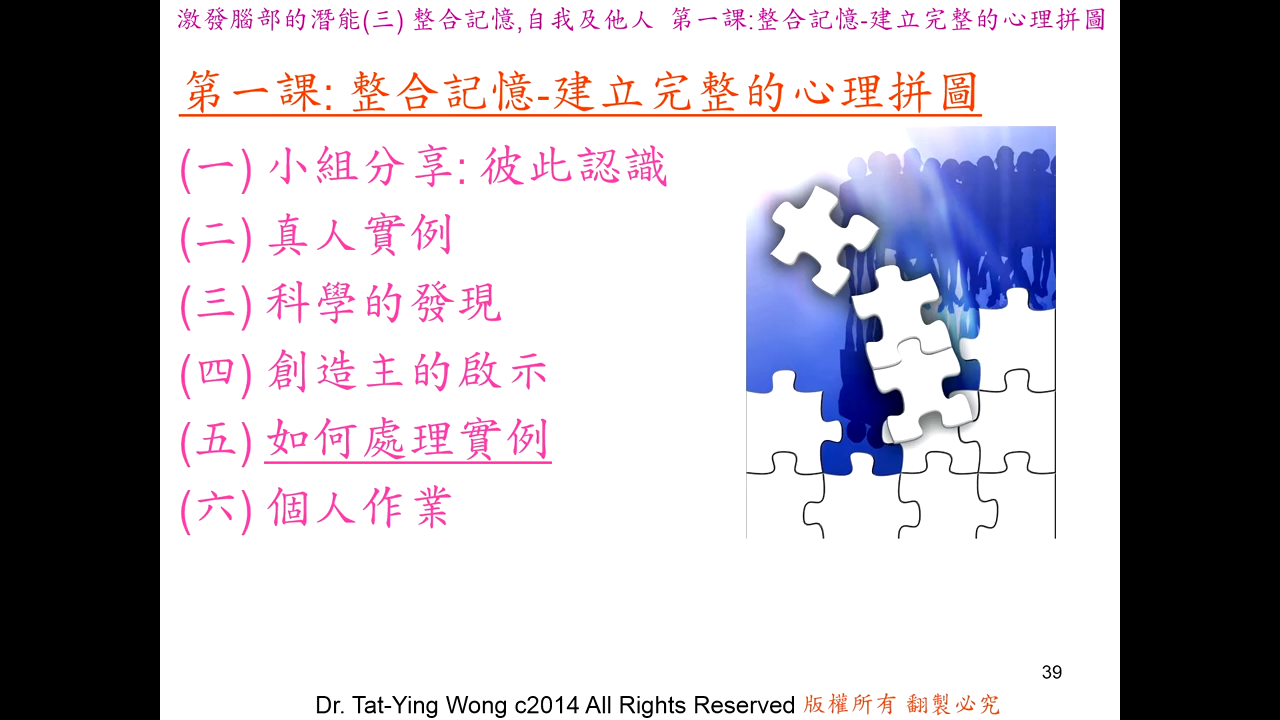 激發腦部的潛能(三) 整合記憶,自我及他人 第一課:整合記憶-建立完整的心理拼圖
第一課: 整合記憶-建立完整的心理拼圖
(一) 小組分享: 彼此認識
(二) 真人實例
(三) 科學的發現
(四) 創造主的啟示
(五) 如何處理實例
(六) 個人作業
39
Dr. Tat-Ying Wong c2014 All Rights Reserved 版權所有 翻製必究